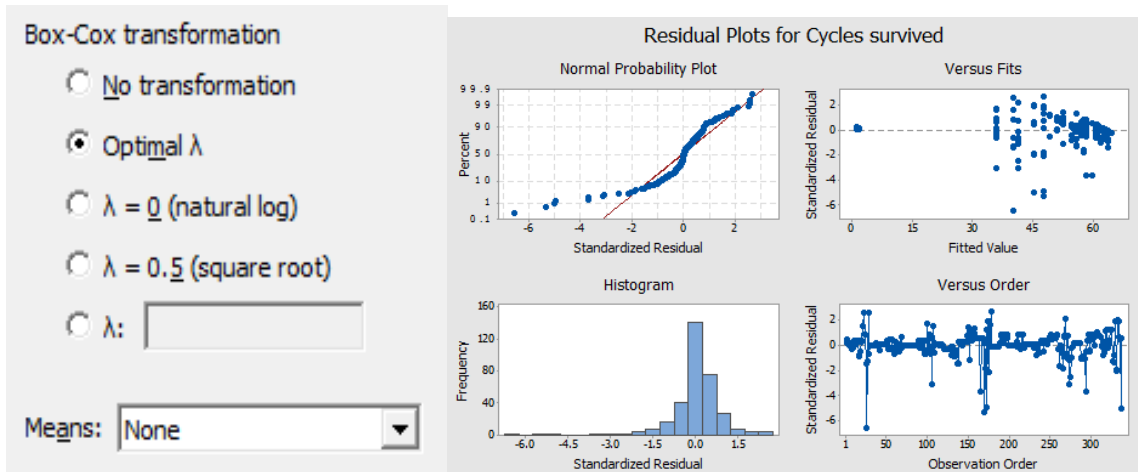 Box-Cox transformation
No transformation
Optimal λ
λ = 0 (natural log)
λ = 0.5 (square root)
λ:
Means: None
Residual Plots for Cycles survived
Normal Probability Plot
99.9
99
90
50
10
1
0.1
Percent
-6 -4 -2 0 2
Standardized Residual
Versus Fits
2
0
-2
-4
-6
Standardized Residual
0 15 30 45 60
Fitted Value
Histogram
160
120
80
40
0
Frequency
-6.0 -4.5 -3.0 -1.5 0.0 1.5
Standardized Residual
Versus Order
2
0
-2
-4
-6
Standardized Residual
1 50 100 150 200 250 300
Observation Order